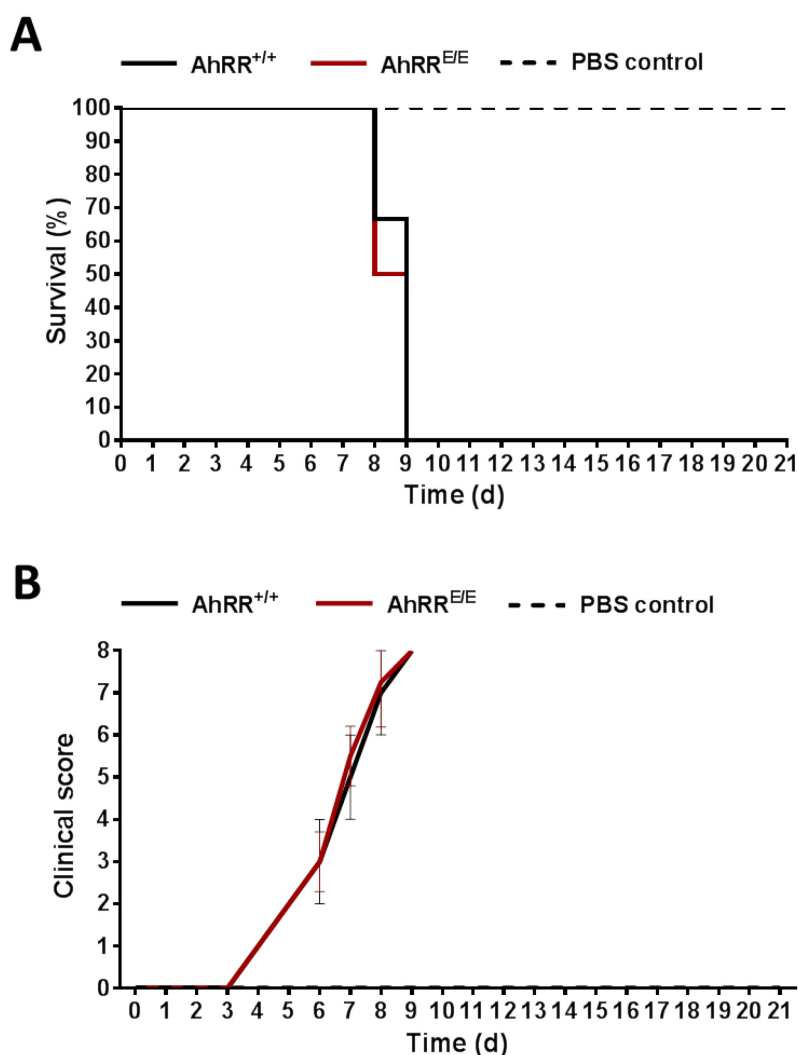 A
AhRR+/+ AhRRE/E PBS control
100
90
80
70
60
50
40
30
20
10
0
Survival (%)
0 1 2 3 4 5 6 7 8 9 10 11 12 13 14 15 16 17 18 19 20 21
Time (d)
B
AhRR+/+ AhRRE/E PBS control
8
7
6
5
4
3
2
1
0
Clinical score
0 1 2 3 4 5 6 7 8 9 10 11 12 13 14 15 16 17 18 19 20 21
Time (d)